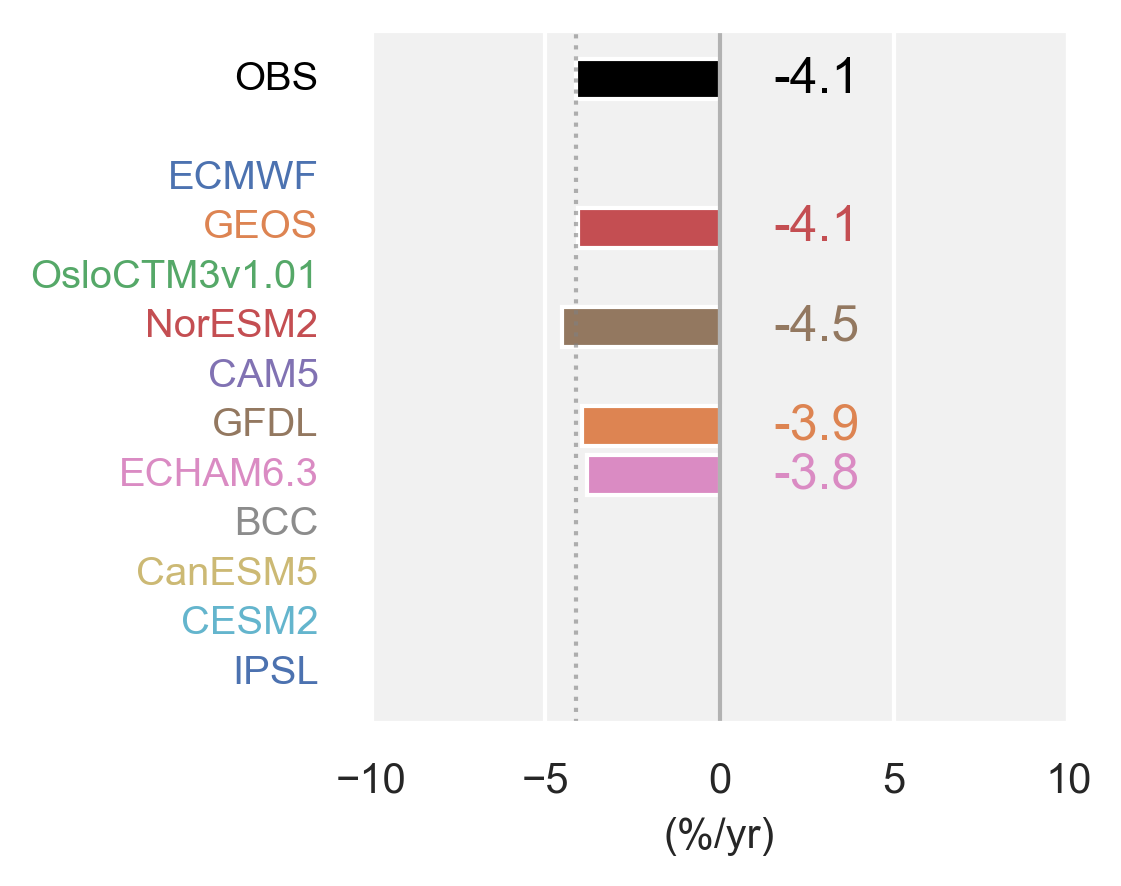 OBS -4.1
ECMWF
GEOS -4.1
OsloCTM3v1.01
NorESM2 -4.5
CAM5
GFDL -3.9
ECHAM6.3 -3.8
BCC
CanESM5
CESM2
IPSL
−10 −5 0 5 10
(%/yr)